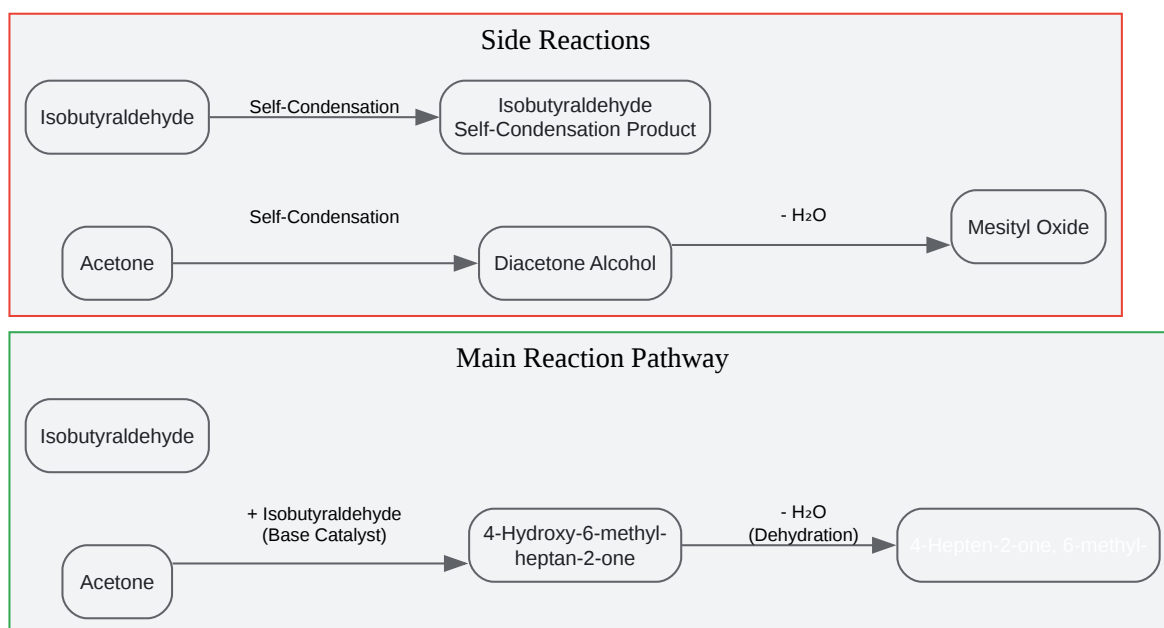 Side Reactions
Isobutyraldehyde
Self-Condensation
Isobutyraldehyde
Self-Condensation Product
Acetone
Self-Condensation
Diacetone Alcohol
- H₂O
Mesityl Oxide
Main Reaction Pathway
Isobutyraldehyde
Acetone
+ Isobutyraldehyde
(Base Catalyst)
4-Hydroxy-6-methyl-
heptan-2-one
- H₂O
(Dehydration)
4-Hepten-2-one, 6-methyl-